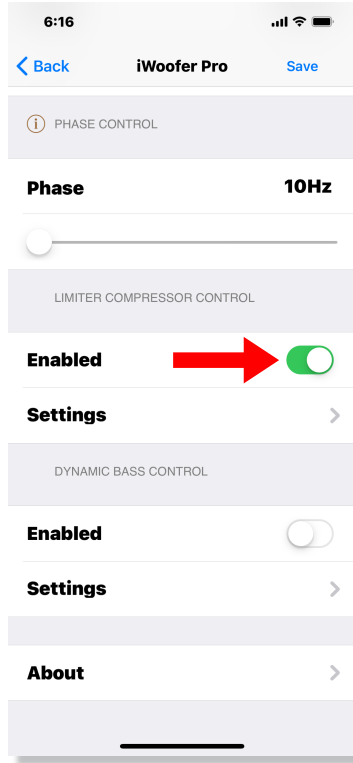 6:16
Back iWoofer Pro Save
i PHASE CONTROL
Phase 10Hz
LIMITER COMPRESSOR CONTROL
Enabled
Settings
DYNAMIC BASS CONTROL
Enabled
Settings
About